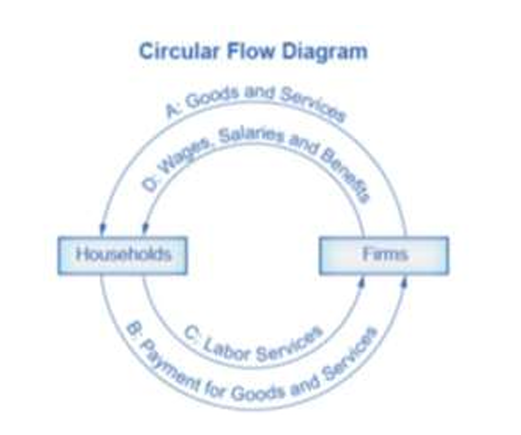 Circular Flow Diagram
A: Goods and Services
D: Wages, Salaries and Benefits
Households
Firms
C: Labor Services
B: Payment for Goods and Services